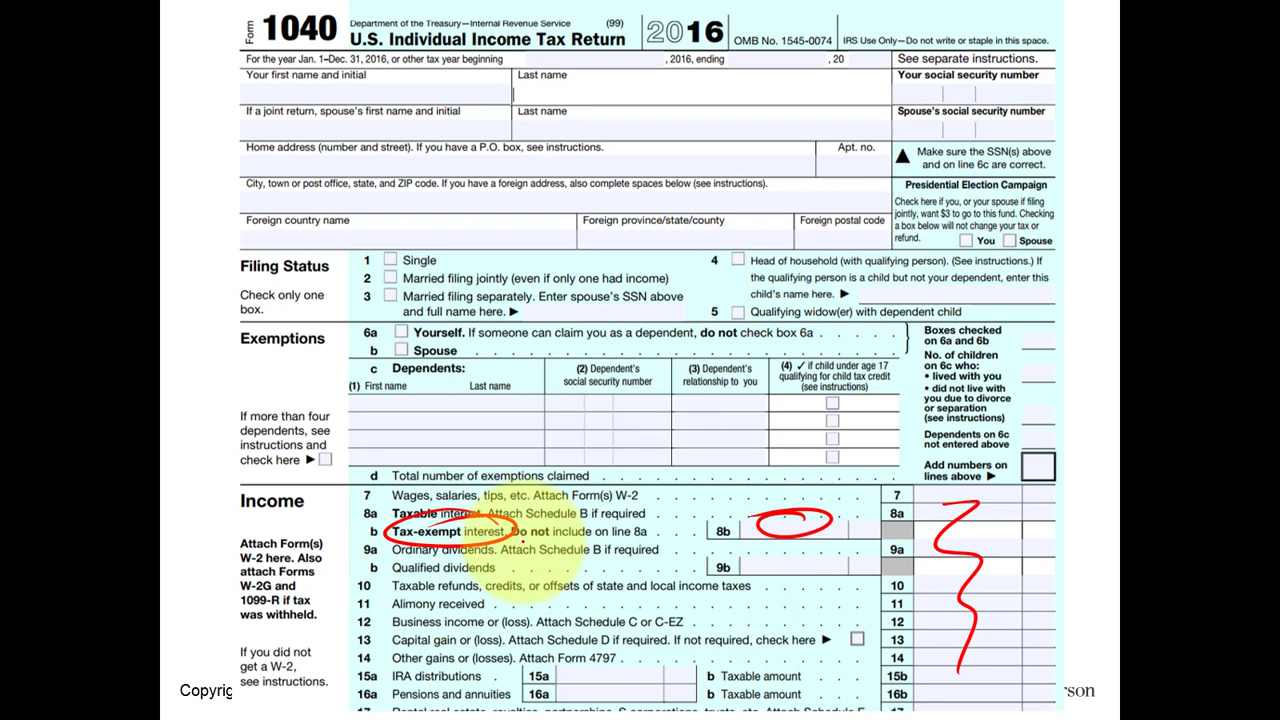 Form 1040 Department of the Treasury—Internal Revenue Service (99)
U.S. Individual Income Tax Return 2016 OMB No. 1545-0074 IRS Use Only—Do not write or staple in this space.
For the year Jan. 1–Dec. 31, 2016, or other tax year beginning , 2016, ending , 20 See separate instructions.
Your first name and initial Last name Your social security number
If a joint return, spouse's first name and initial Last name Spouse's social security number
Home address (number and street). If you have a P.O. box, see instructions. Apt. no.
▲ Make sure the SSN(s) above
and on line 6c are correct.
City, town or post office, state, and ZIP code. If you have a foreign address, also complete spaces below (see instructions).
Presidential Election Campaign
Check here if you, or your spouse if filing
jointly, want $3 to go to this fund. Checking
a box below will not change your tax or
refund. You Spouse
Foreign country name Foreign province/state/county Foreign postal code
Filing Status
Check only one
box.
1 Single
2 Married filing jointly (even if only one had income)
3 Married filing separately. Enter spouse's SSN above
and full name here. ▶
4 Head of household (with qualifying person). (See instructions.) If
the qualifying person is a child but not your dependent, enter this
child's name here. ▶
5 Qualifying widow(er) with dependent child
Exemptions
6a Yourself. If someone can claim you as a dependent, do not check box 6a . . . . .
b Spouse . . . . . . . . . . . . . . . . . . . . . . . .
c Dependents:
(1) First name Last name
(2) Dependent's
social security number
(3) Dependent's
relationship to you
(4) ✓ if child under age 17
qualifying for child tax credit
(see instructions)
If more than four
dependents, see
instructions and
check here ▶
d Total number of exemptions claimed . . . . . . . . . . . . . . . . .
Boxes checked
on 6a and 6b
No. of children
on 6c who:
• lived with you
• did not live with
you due to divorce
or separation
(see instructions)
Dependents on 6c
not entered above
Add numbers on
lines above ▶
Income
Attach Form(s)
W-2 here. Also
attach Forms
W-2G and
1099-R if tax
was withheld.
If you did not
get a W-2,
see instructions.
7 Wages, salaries, tips, etc. Attach Form(s) W-2 . . . . . . . . . . 7
8a Taxable interest. Attach Schedule B if required . . . . . . . . . . 8a
b Tax-exempt interest. Do not include on line 8a . . . 8b
9a Ordinary dividends. Attach Schedule B if required . . . . . . . . . 9a
b Qualified dividends . . . . . . . . . 9b
10 Taxable refunds, credits, or offsets of state and local income taxes . . . . . 10
11 Alimony received . . . . . . . . . . . . . . . . . 11
12 Business income or (loss). Attach Schedule C or C-EZ . . . . . . . . 12
13 Capital gain or (loss). Attach Schedule D if required. If not required, check here ▶ 13
14 Other gains or (losses). Attach Form 4797 . . . . . . . . . . . 14
15a IRA distributions . 15a b Taxable amount . . . 15b
16a Pensions and annuities 16a b Taxable amount . . . 16b
Copyrig
erson